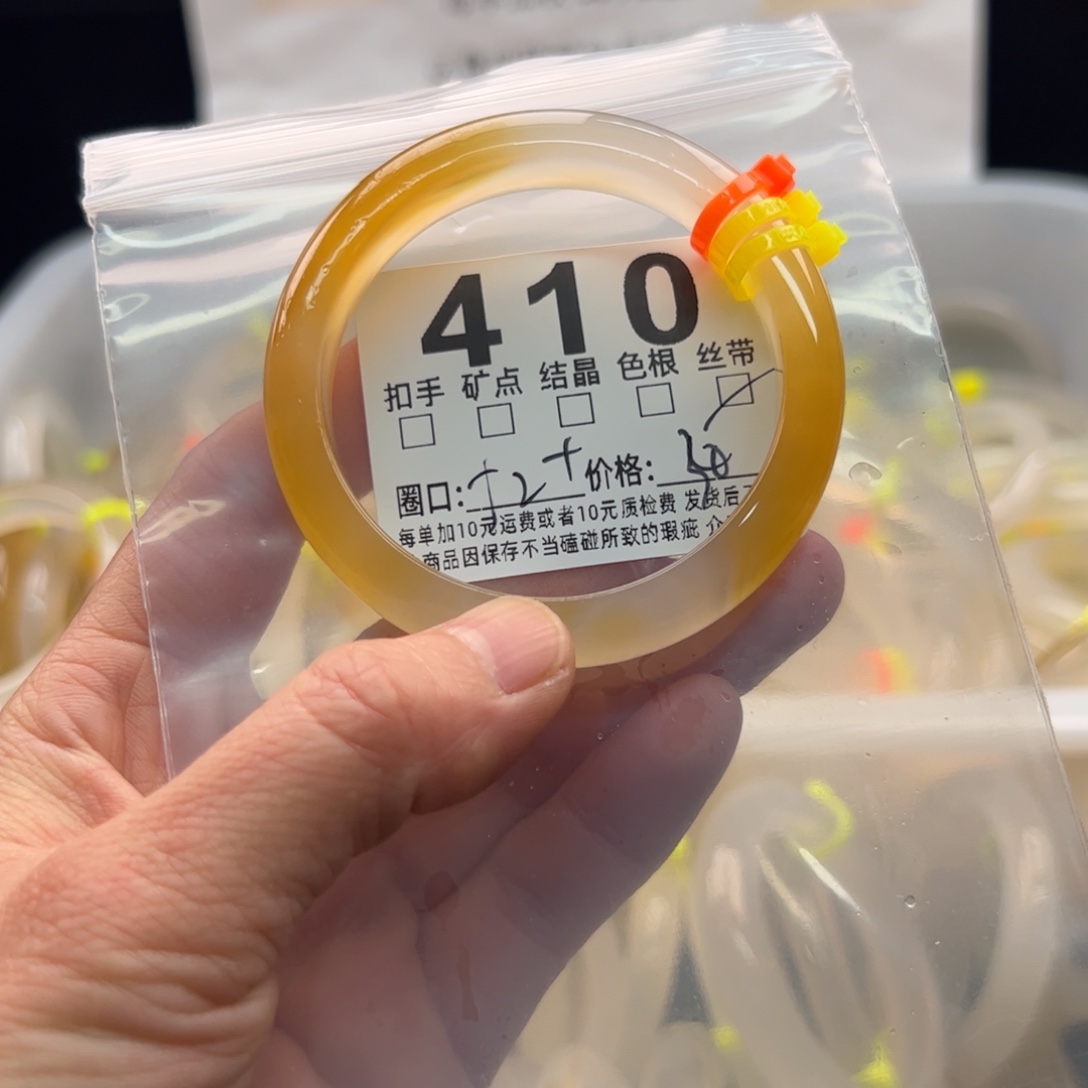 410
扣手 矿点 结晶 色根 丝带
圈口: 52+ 价格:
每单加10元运费或者10元质检费 发货后
商品因保存不当磕碰所致的瑕疵 介